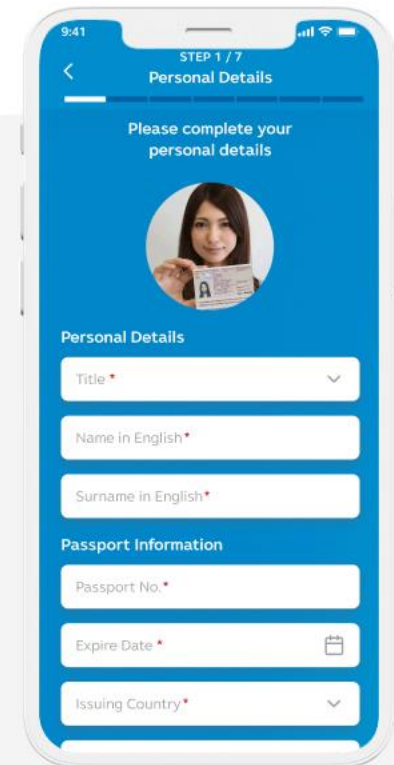 9:41
STEP 1 / 7
Personal Details
Please complete your
personal details
Personal Details
Title *
Name in English*
Surname in English*
Passport Information
Passport No.*
Expire Date *
Issuing Country*